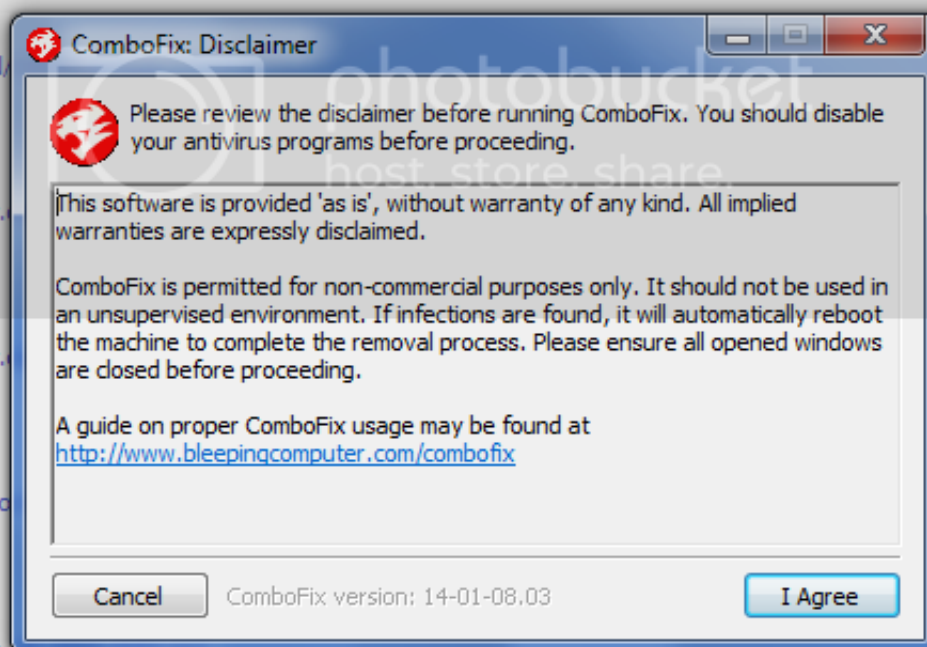 ComboFix: Disclaimer
photobucket
Please review the disclaimer before running ComboFix. You should disable
your antivirus programs before proceeding.
host. store. share.
This software is provided 'as is', without warranty of any kind. All implied
warranties are expressly disclaimed.
ComboFix is permitted for non-commercial purposes only. It should not be used in
an unsupervised environment. If infections are found, it will automatically reboot
the machine to complete the removal process. Please ensure all opened windows
are closed before proceeding.
A guide on proper ComboFix usage may be found at
http://www.bleepingcomputer.com/combofix
Cancel
ComboFix version: 14-01-08.03
I Agree